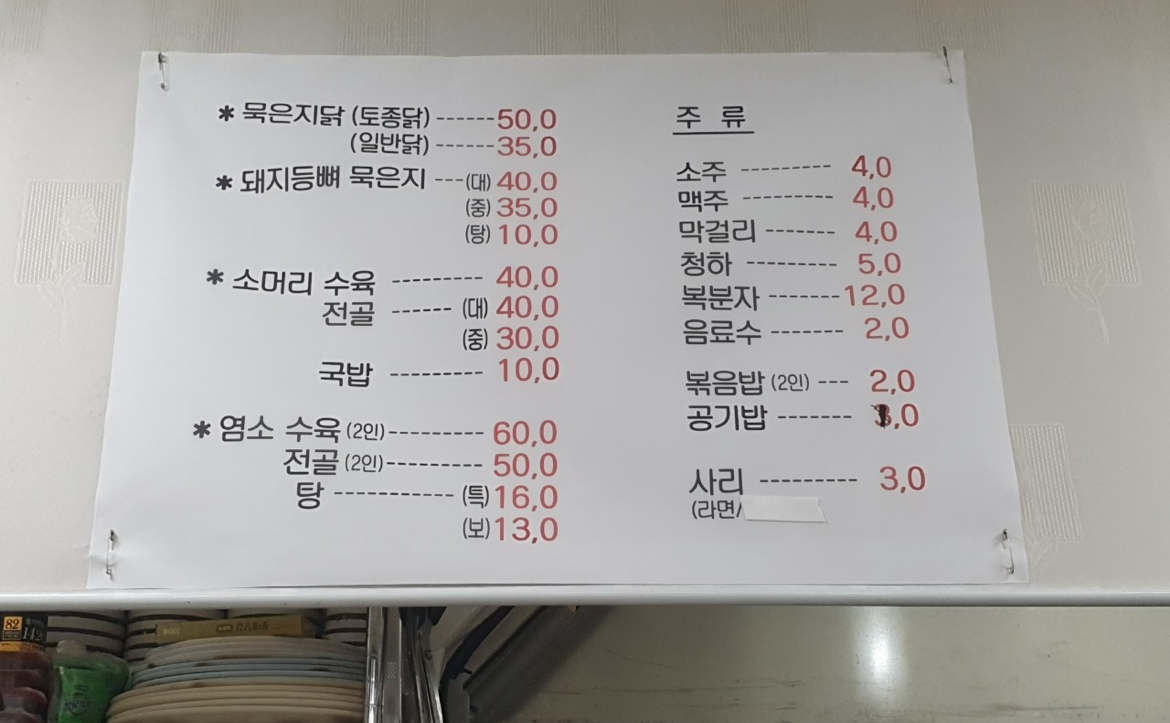 * 묵은지닭 (토종닭) ------ 50,0
(일반닭) ------ 35,0
* 돼지등뼈 묵은지 --- (대) 40,0
(중) 35,0
(탕) 10,0
* 소머리 수육 --------- 40,0
전골 ------ (대) 40,0
(중) 30,0
국밥 --------- 10,0
* 염소 수육 (2인) --------- 60,0
전골 (2인) --------- 50,0
탕 ----------- (특) 16,0
(보) 13,0
주 류
소주 --------- 4,0
맥주 --------- 4,0
막걸리 ------- 4,0
청하 --------- 5,0
복분자 ------- 12,0
음료수 ------- 2,0
볶음밥 (2인) --- 2,0
공기밥 ------- ,0
사리 --------- 3,0
(라면/
82